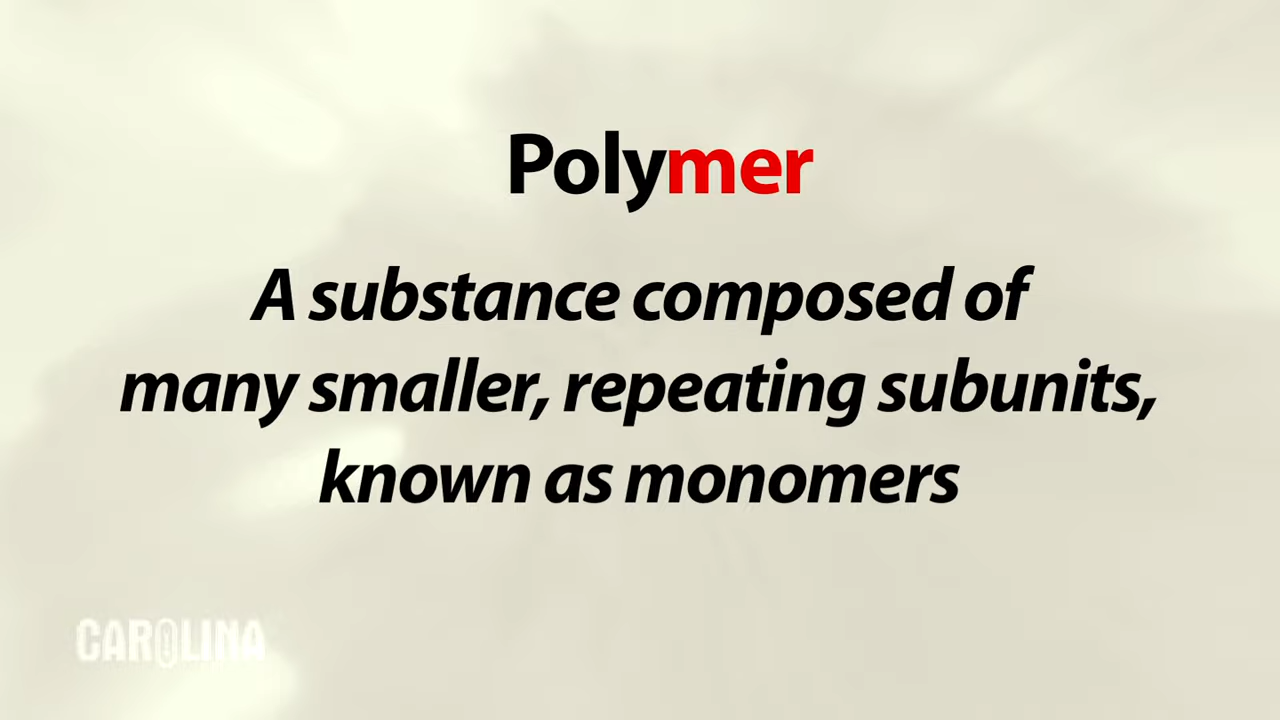 Polymer
A substance composed of
many smaller, repeating subunits,
known as monomers
CAROLINA